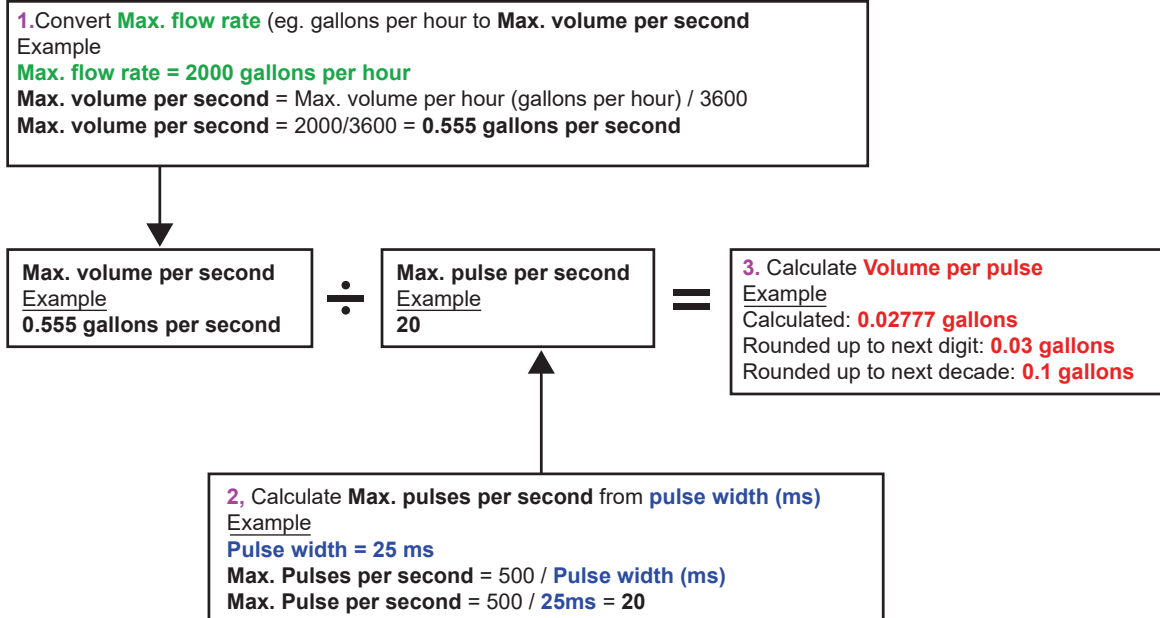 1.Convert Max. flow rate (eg. gallons per hour to Max. volume per second
Example
Max. flow rate = 2000 gallons per hour
Max. volume per second = Max. volume per hour (gallons per hour) / 3600
Max. volume per second = 2000/3600 = 0.555 gallons per second
Max. volume per second
Example
0.555 gallons per second
÷
Max. pulse per second
Example
20
=
3. Calculate Volume per pulse
Example
Calculated: 0.02777 gallons
Rounded up to next digit: 0.03 gallons
Rounded up to next decade: 0.1 gallons
2, Calculate Max. pulses per second from pulse width (ms)
Example
Pulse width = 25 ms
Max. Pulses per second = 500 / Pulse width (ms)
Max. Pulse per second = 500 / 25ms = 20